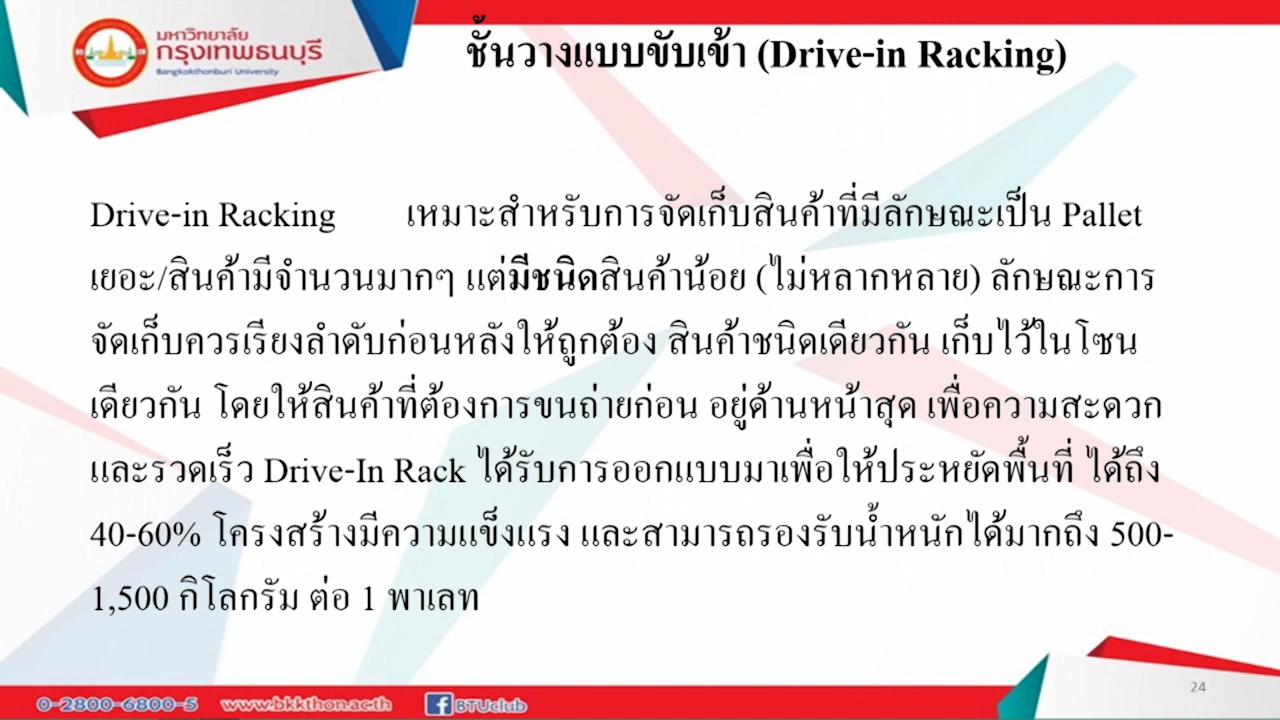 มหาวิทยาลัย
กรุงเทพธนบุรี
Bangkokthonburi University
ชั้นวางแบบขับเข้า (Drive-in Racking)
Drive-in Racking เหมาะสำหรับการจัดเก็บสินค้าที่มีลักษณะเป็น Pallet
เยอะ/สินค้ามีจำนวนมากๆ แต่มีชนิดสินค้าน้อย (ไม่หลากหลาย) ลักษณะการ
จัดเก็บควรเรียงลำดับก่อนหลังให้ถูกต้อง สินค้าชนิดเดียวกัน เก็บไว้ในโซน
เดียวกัน โดยให้สินค้าที่ต้องการขนถ่ายก่อน อยู่ด้านหน้าสุด เพื่อความสะดวก
และรวดเร็ว Drive-In Rack ได้รับการออกแบบมาเพื่อให้ประหยัดพื้นที่ ได้ถึง
40-60% โครงสร้างมีความแข็งแรง และสามารถรองรับน้ำหนักได้มากถึง 500-
1,500 กิโลกรัม ต่อ 1 พาเลท
24
0-2800-6800-5 www.bkkthon.ac.th BTUclub